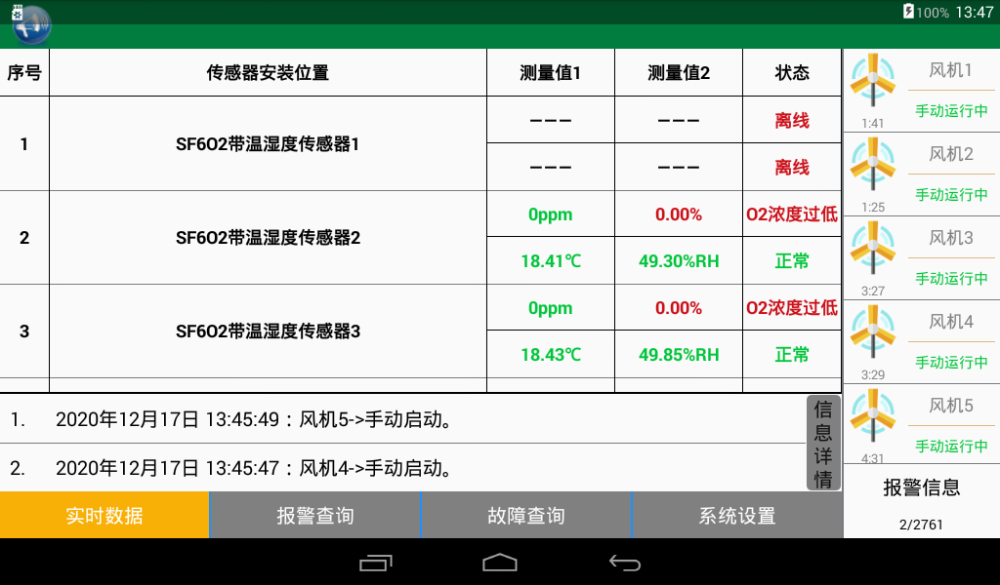 100% 13:47
序号 传感器安装位置 测量值1 测量值2 状态
1 SF6O2带温湿度传感器1 --- --- 离线
--- --- 离线
2 SF6O2带温湿度传感器2 0ppm 0.00% O2浓度过低
18.41℃ 49.30%RH 正常
3 SF6O2带温湿度传感器3 0ppm 0.00% O2浓度过低
18.43℃ 49.85%RH 正常
风机1
手动运行中
1:41
风机2
手动运行中
1:25
风机3
手动运行中
3:27
风机4
手动运行中
3:29
风机5
手动运行中
4:31
1. 2020年12月17日 13:45:49：风机5->手动启动。
2. 2020年12月17日 13:45:47：风机4->手动启动。
信息详情
报警信息
2/2761
实时数据 报警查询 故障查询 系统设置